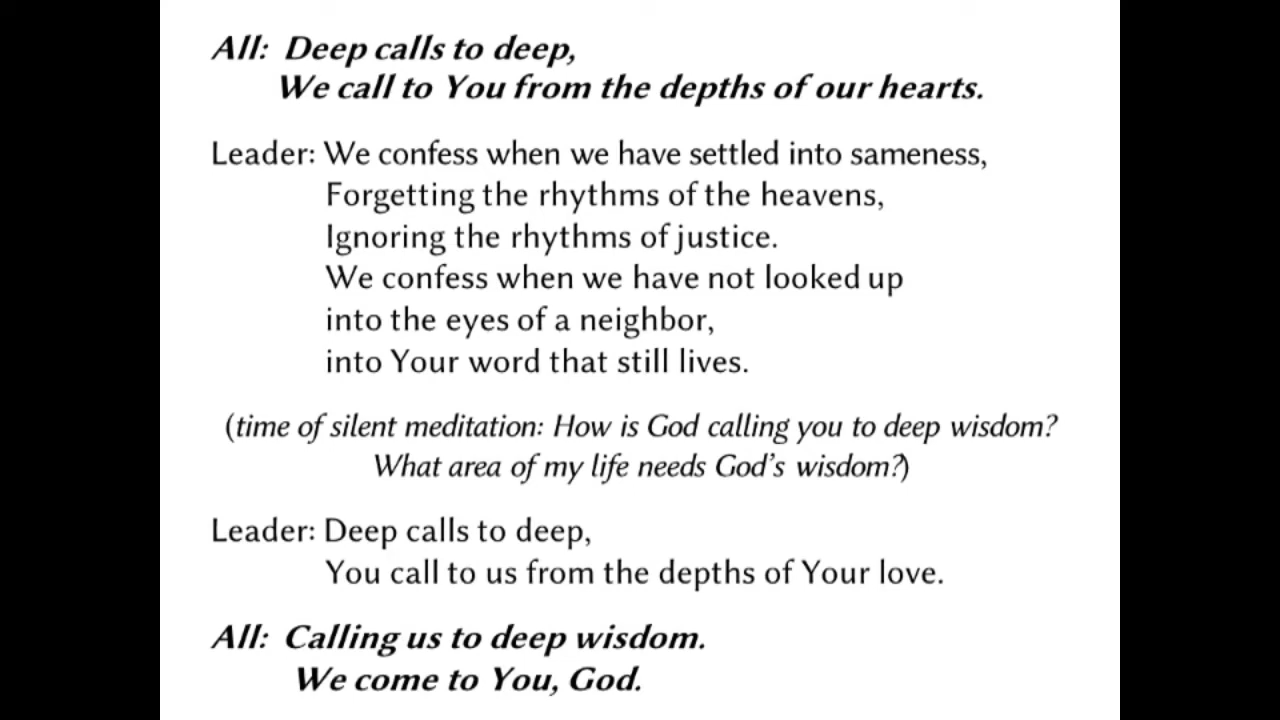 All: Deep calls to deep,
We call to You from the depths of our hearts.
Leader: We confess when we have settled into sameness,
Forgetting the rhythms of the heavens,
Ignoring the rhythms of justice.
We confess when we have not looked up
into the eyes of a neighbor,
into Your word that still lives.
(time of silent meditation: How is God calling you to deep wisdom?
What area of my life needs God’s wisdom?)
Leader: Deep calls to deep,
You call to us from the depths of Your love.
All: Calling us to deep wisdom.
We come to You, God.